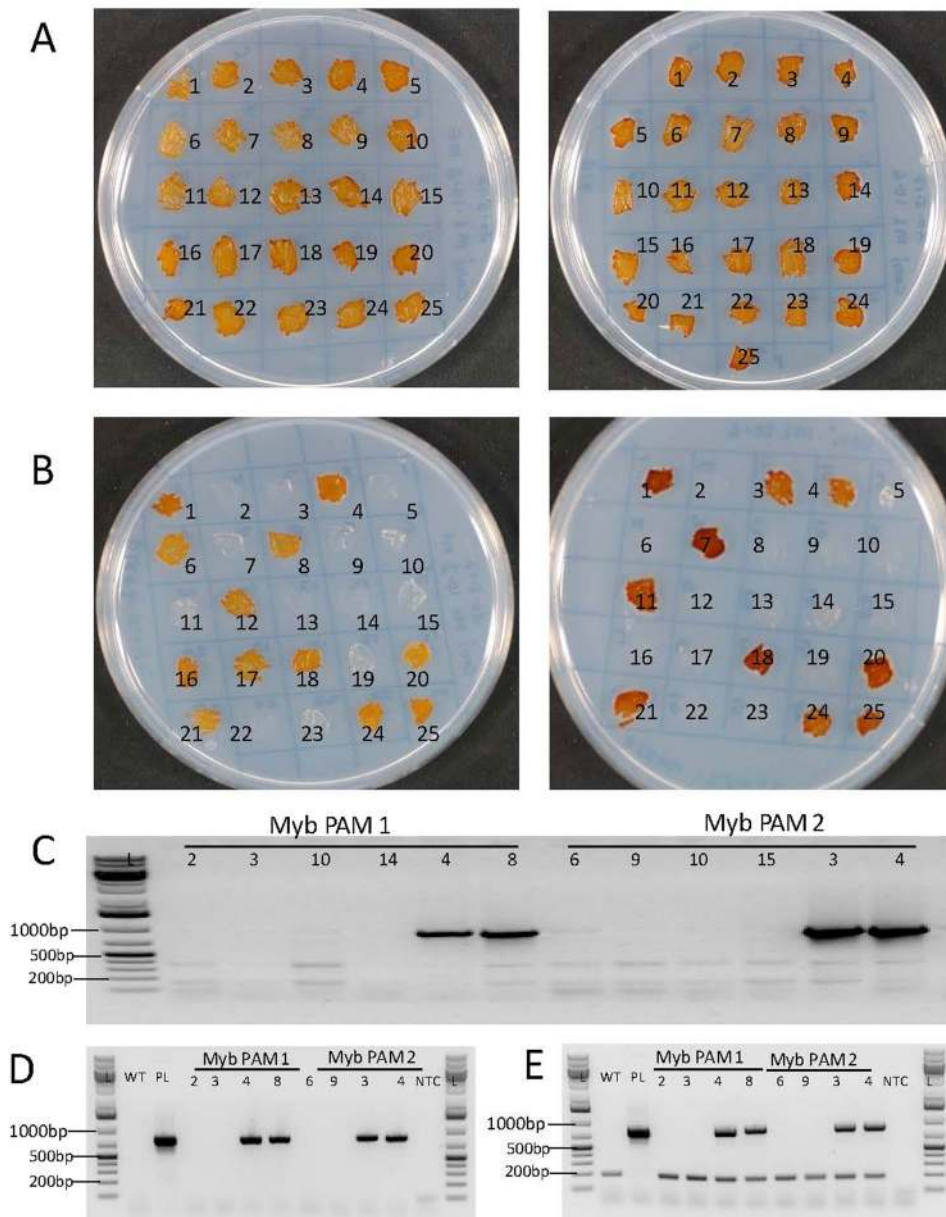 A
1 2 3 4 5
6 7 8 9 10
11 12 13 14 15
16 17 18 19 20
21 22 23 24 25
1 2 3 4
5 6 7 8 9
10 11 12 13 14
15 16 17 18 19
20 21 22 23 24
25
B
1 2 3 4 5
6 7 8 9 10
11 12 13 14 15
16 17 18 19 20
21 22 23 24 25
1 2 3 4 5
6 7 8 9 10
11 12 13 14 15
16 17 18 19 20
21 22 23 24 25
C
Myb PAM 1 Myb PAM 2
L 2 3 10 14 4 8 6 9 10 15 3 4
1000bp
500bp
200bp
D
Myb PAM1 Myb PAM2
L WT PL 2 3 4 8 6 9 3 4 NTC L
1000bp
500bp
200bp
E
Myb PAM1 Myb PAM2
L WT PL 2 3 4 8 6 9 3 4 NTC L
1000bp
500bp
200bp